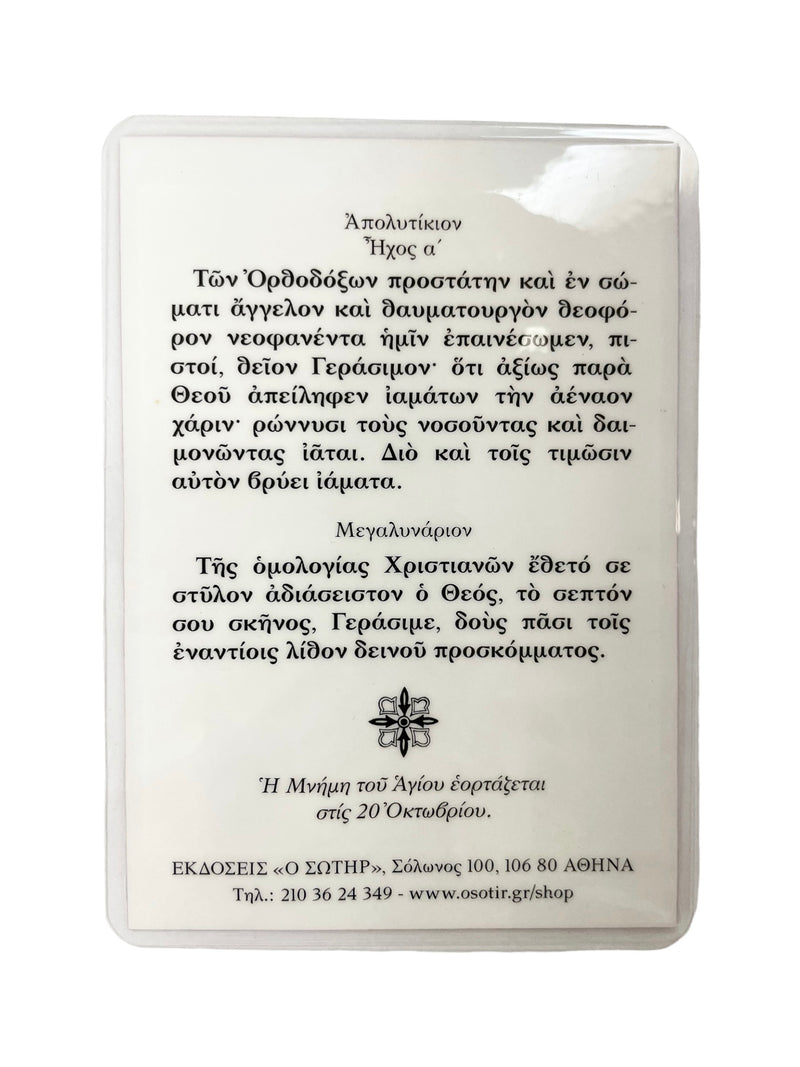 Ἀπολυτίκιον
Ἦχος α´
Τῶν Ὀρθοδόξων προστάτην καὶ ἐν σώ-
ματι ἄγγελον καὶ θαυματουργὸν θεοφό-
ρον νεοφανέντα ἡμῖν ἐπαινέσωμεν, πι-
στοί, θεῖον Γεράσιμον· ὅτι ἀξίως παρὰ
Θεοῦ ἀπείληφεν ἰαμάτων τὴν ἀέναον
χάριν· ρώννυσι τοὺς νοσοῦντας καὶ δαι-
μονῶντας ἰᾶται. Διὸ καὶ τοῖς τιμῶσιν
αὐτὸν βρύει ἰάματα.
Μεγαλυνάριον
Τῆς ὁμολογίας Χριστιανῶν ἔθετό σε
στῦλον ἀδιάσειστον ὁ Θεός, τὸ σεπτόν
σου σκῆνος, Γεράσιμε, δοὺς πᾶσι τοῖς
ἐναντίοις λίθον δεινοῦ προσκόμματος.
Ἡ Μνήμη τοῦ Ἁγίου ἑορτάζεται
στίς 20 Ὀκτωβρίου.
ΕΚΔΟΣΕΙΣ «Ο ΣΩΤΗΡ», Σόλωνος 100, 106 80 ΑΘΗΝΑ
Τηλ.: 210 36 24 349 - www.osotir.gr/shop